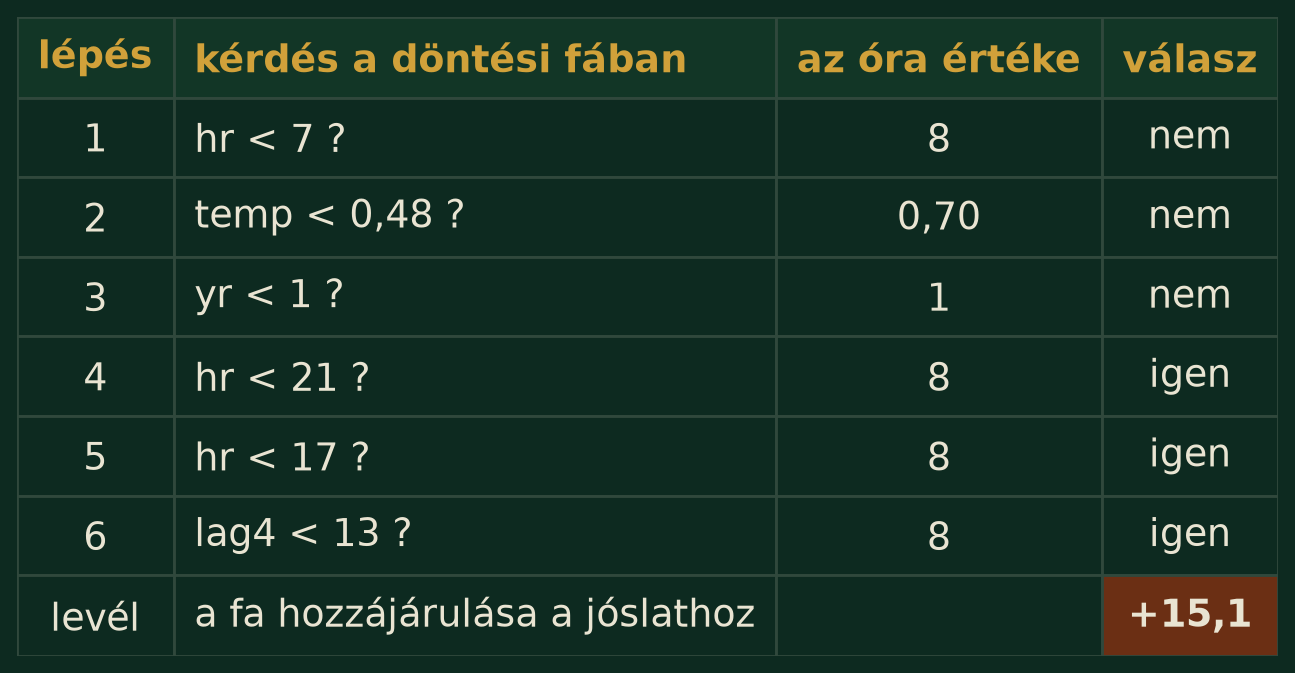 lépés kérdés a döntési fában az óra értéke válasz
1 hr < 7 ? 8 nem
2 temp < 0,48 ? 0,70 nem
3 yr < 1 ? 1 nem
4 hr < 21 ? 8 igen
5 hr < 17 ? 8 igen
6 lag4 < 13 ? 8 igen
levél a fa hozzájárulása a jóslathoz +15,1